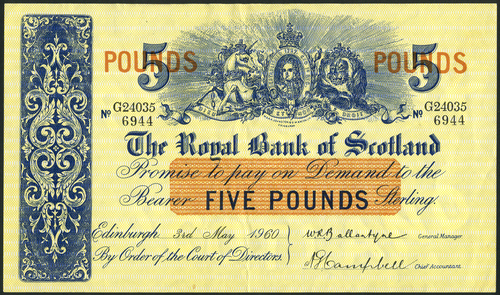 5 POUNDS POUNDS 5
No G24035 6944 No G24035 6944
The Royal Bank of Scotland
Promise to pay on Demand to the
Bearer FIVE POUNDS Sterling.
Edinburgh 3rd May 1960
By Order of the Court of Directors
W.R. Ballantyne General Manager
A.G. Campbell Chief Accountant